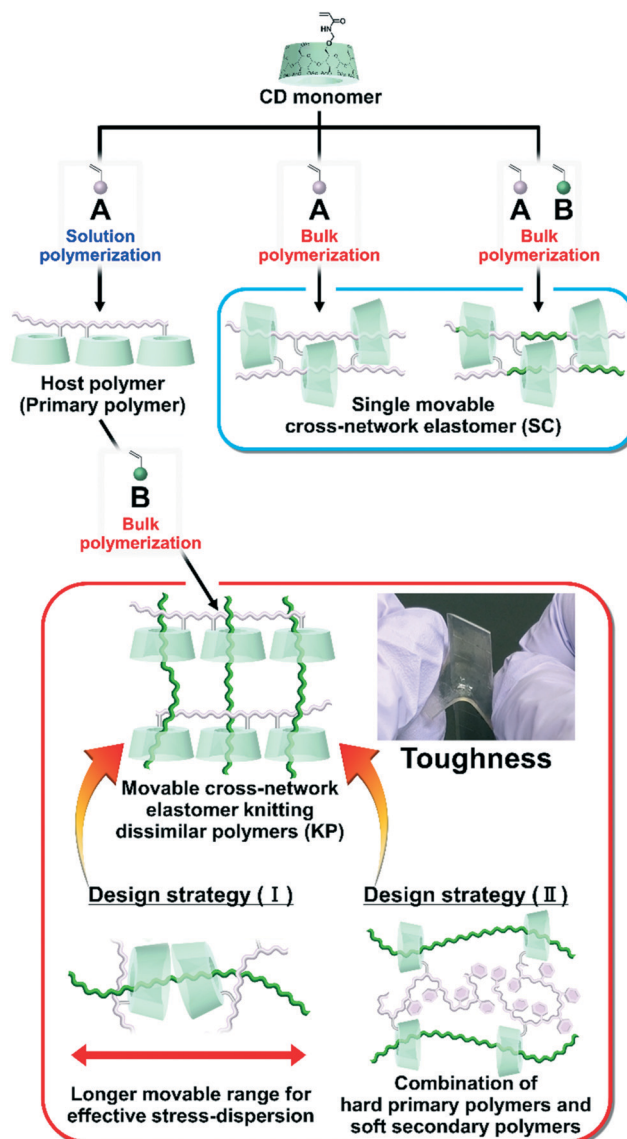 O
HN
O
CD monomer
A
Solution
polymerization
A
Bulk
polymerization
A B
Bulk
polymerization
Host polymer
(Primary polymer)
Single movable
cross-network elastomer (SC)
B
Bulk
polymerization
Movable cross-network
elastomer knitting
dissimilar polymers (KP)
Toughness
Design strategy ( I )
Longer movable range for
effective stress-dispersion
Design strategy ( II )
Combination of
hard primary polymers and
soft secondary polymers